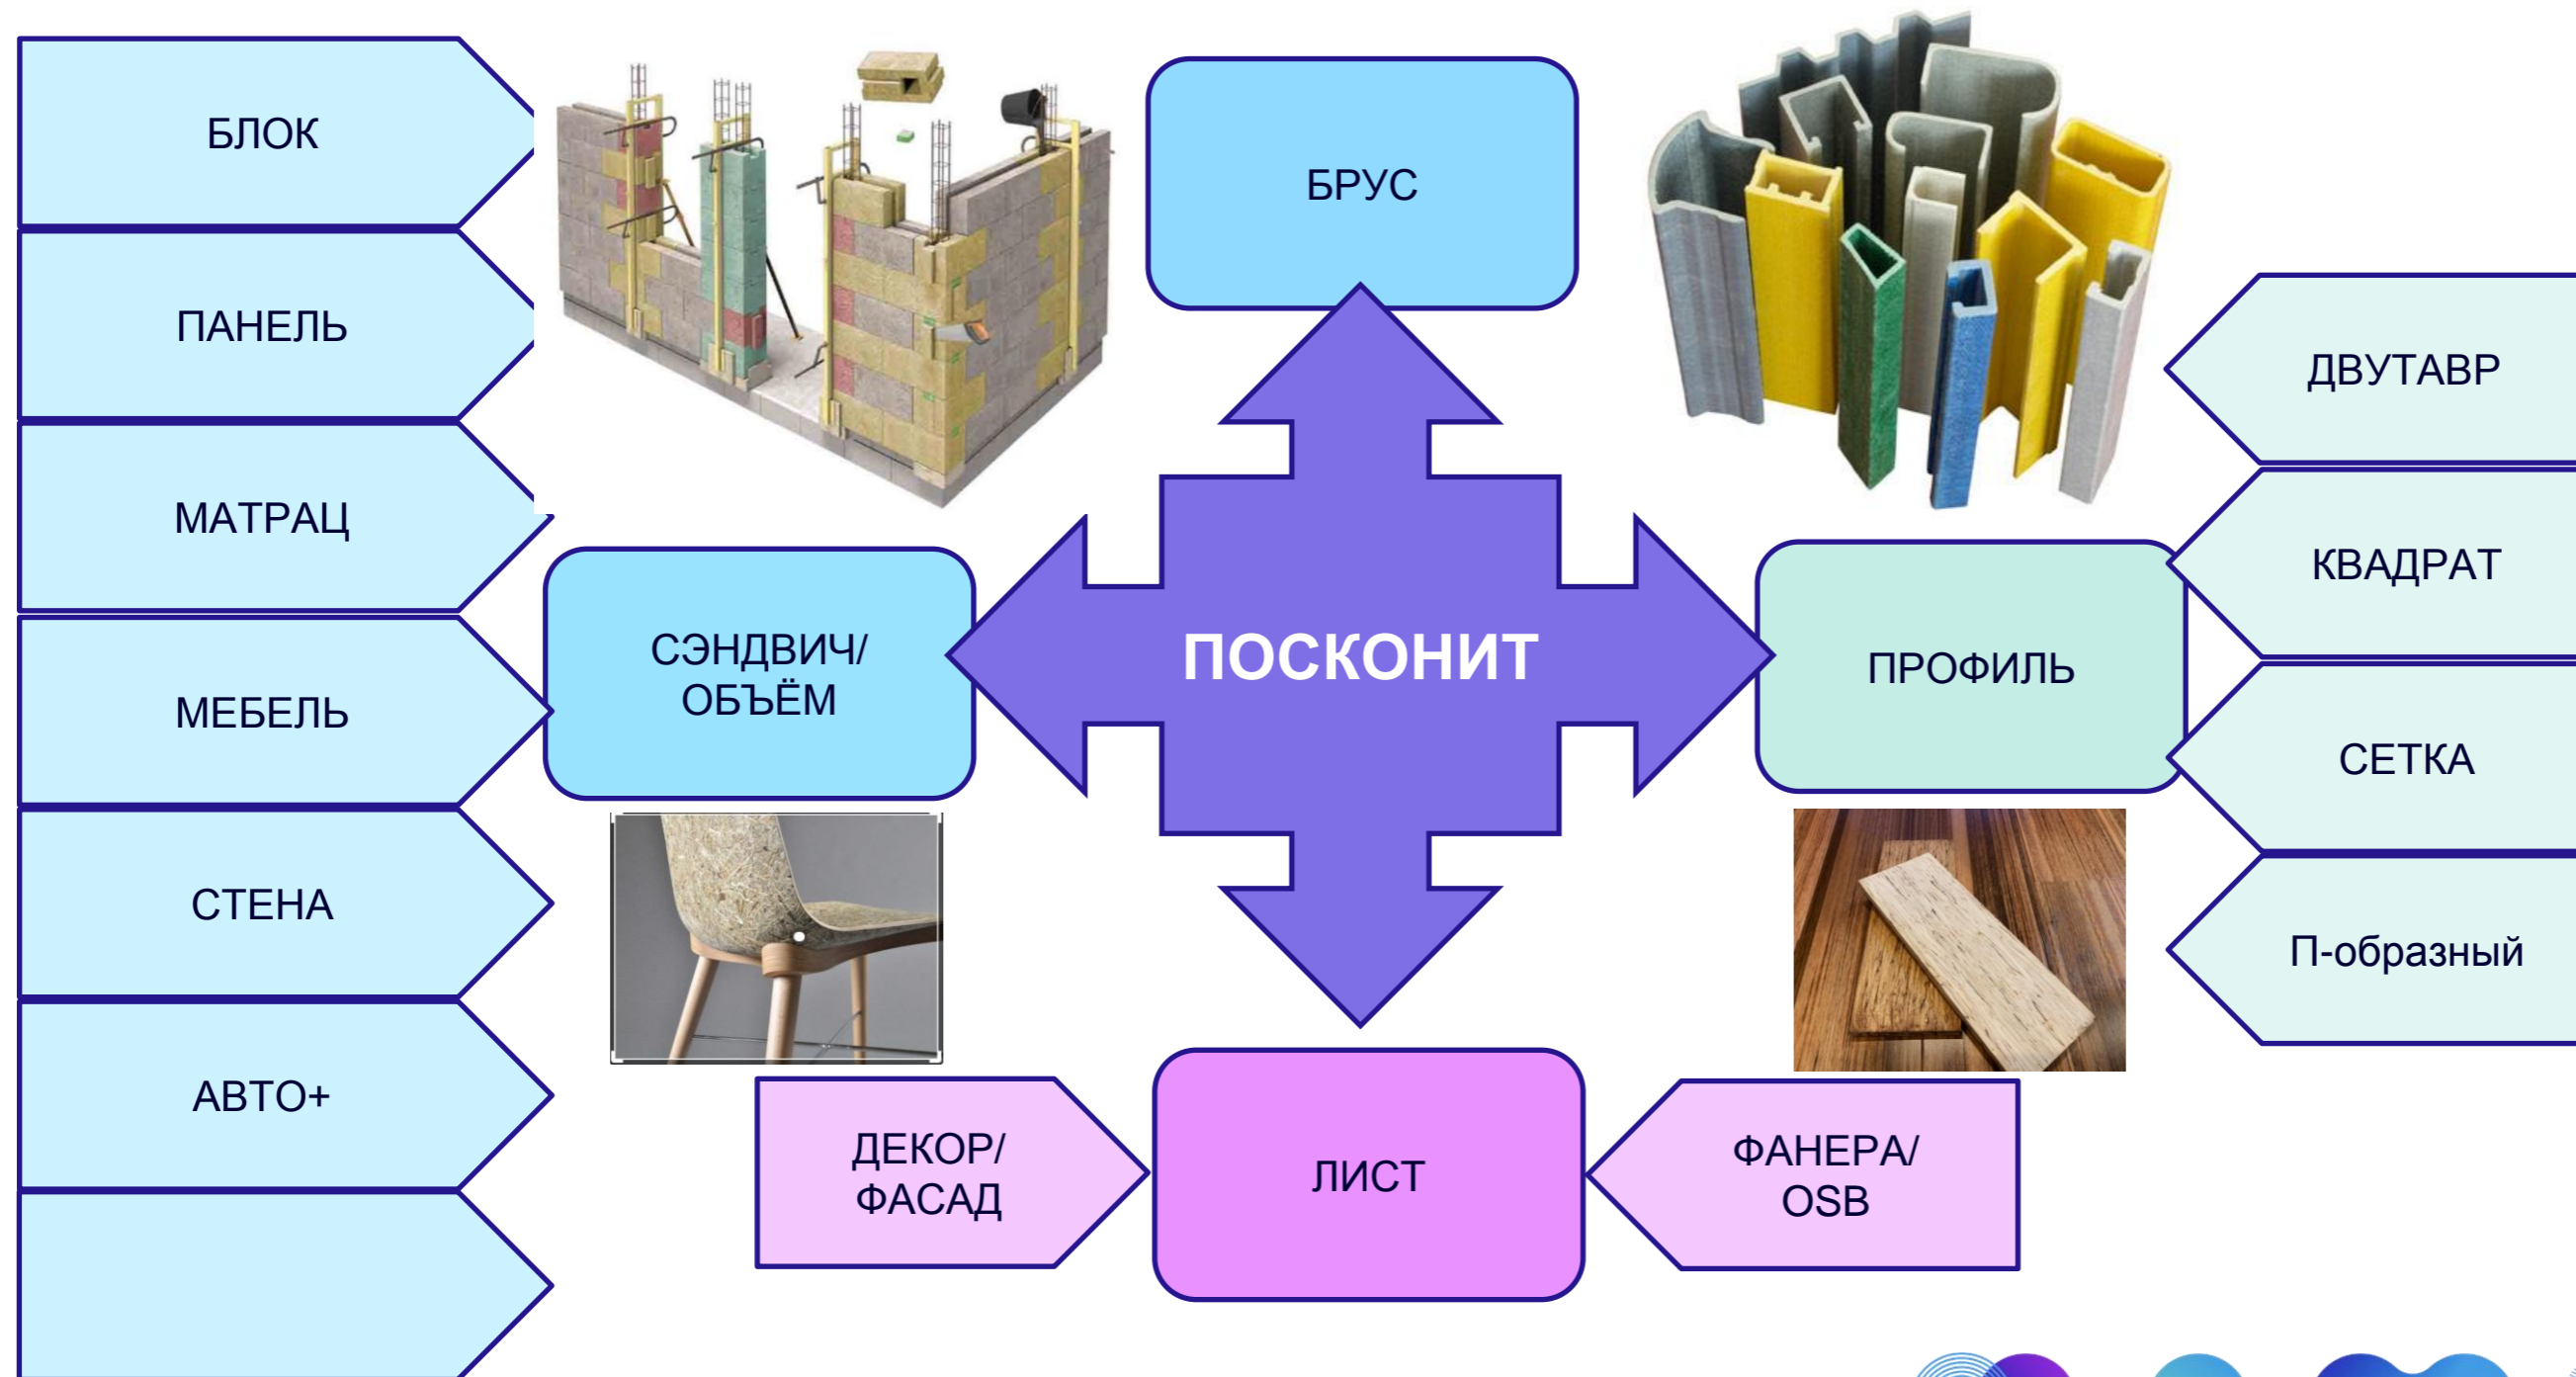 БЛОК
ПАНЕЛЬ
МАТРАЦ
МЕБЕЛЬ
СТЕНА
АВТО+
СЭНДВИЧ/
ОБЪЁМ
БРУС
ПОСКОНИТ
ПРОФИЛЬ
ДВУТАВР
КВАДРАТ
СЕТКА
П-образный
ДЕКОР/
ФАСАД
ЛИСТ
ФАНЕРА/
OSB